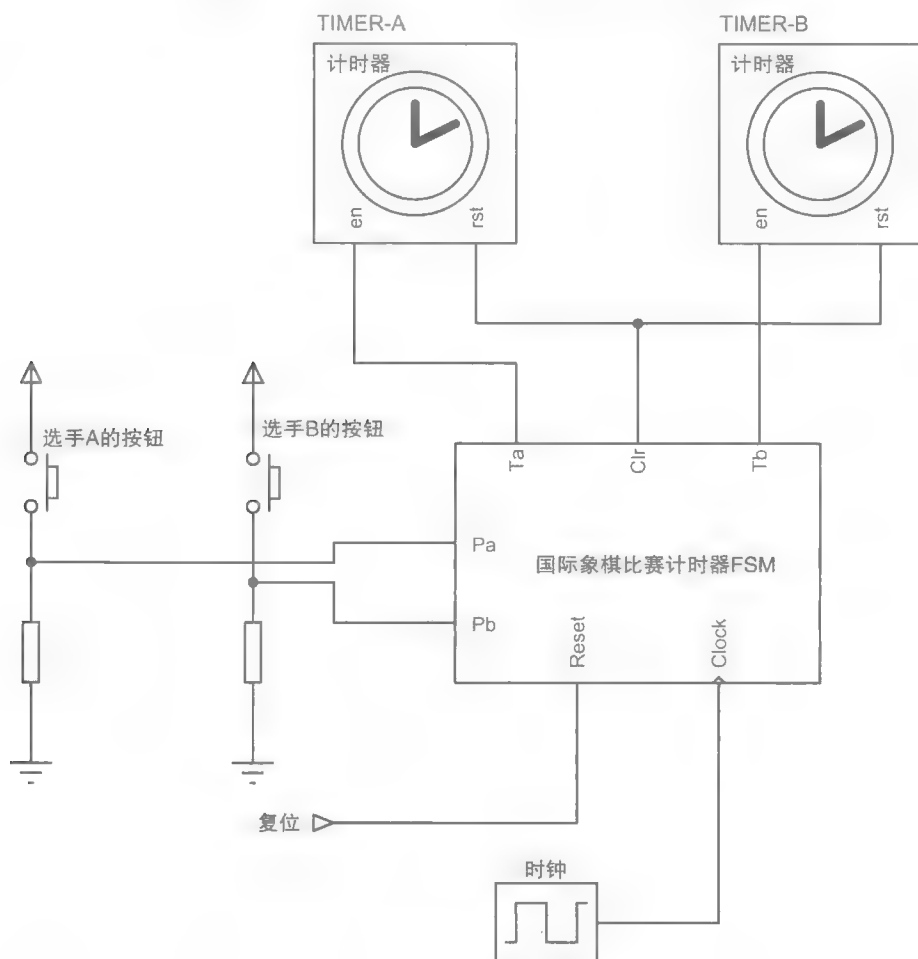 TIMER-A
TIMER-B
计时器
计时器
en
rst
en
rst
选手A的按钮
选手B的按钮
Ta
Clr
Tb
Pa
国际象棋比赛计时器FSM
Pb
Reset
Clock
复位
时钟